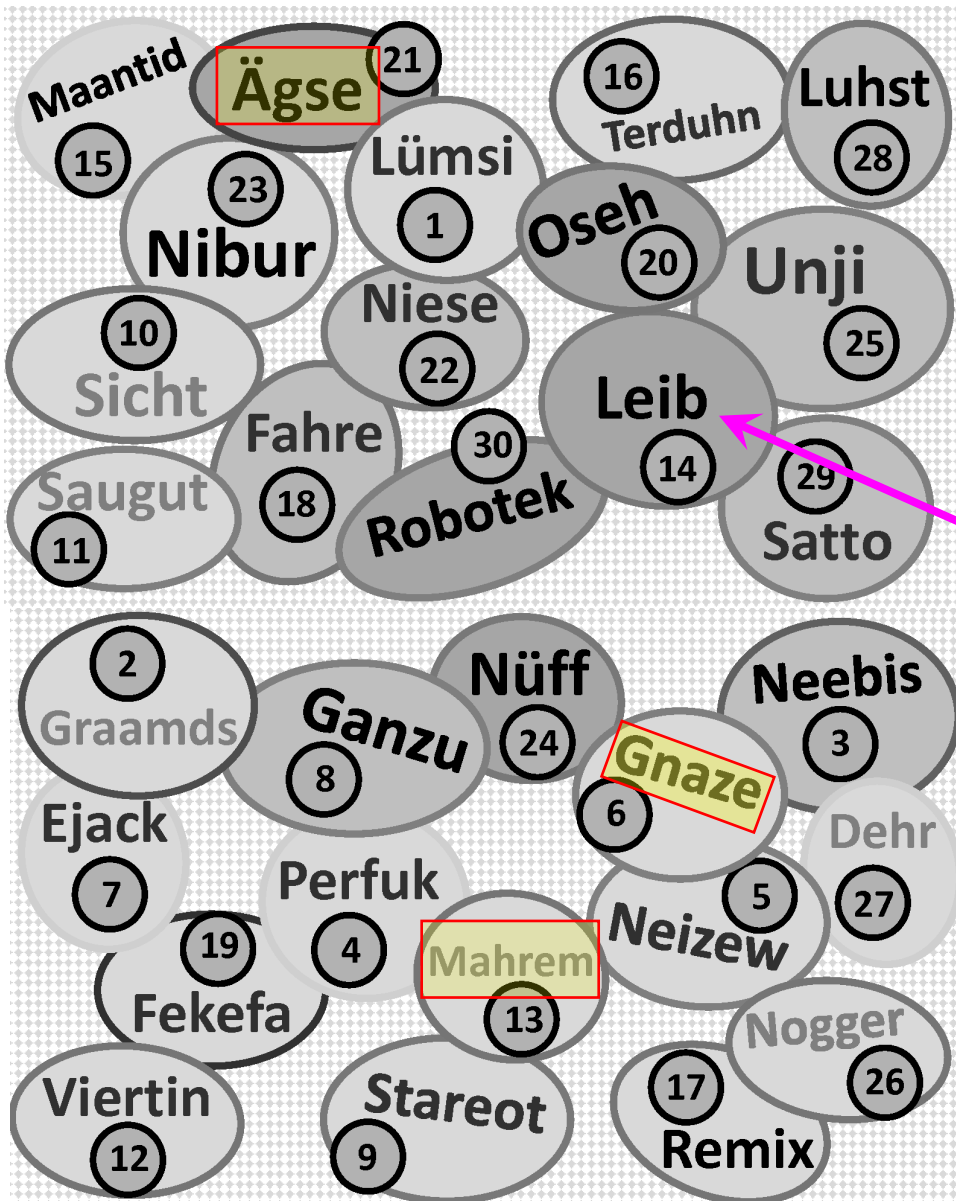 Maantid
15
Ägse
21
16
Terduhn
Luhst
28
23
Nibur
Lümsi
1
Oseh
20
Unji
25
10
Sicht
Niese
22
Leib
14
Fahre
18
30
Robotek
29
Satto
Saugut
11
2
Graamds
Ganzu
8
Nüff
24
Gnaze
6
Neebis
3
Ejack
7
Perfuk
4
5
Neizew
Dehr
27
19
Fekefa
Mahrem
13
Nogger
26
Viertin
12
Stareot
9
17
Remix